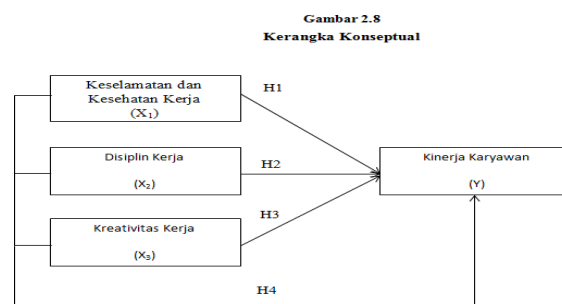 Gambar 2.8
Kerangka Konseptual
Keselamatan dan
Kesehatan Kerja
(X₁)
H1
Disiplin Kerja
(X₂)
H2
Kinerja Karyawan
(Y)
Kreativitas Kerja
(X₃)
H3
H4